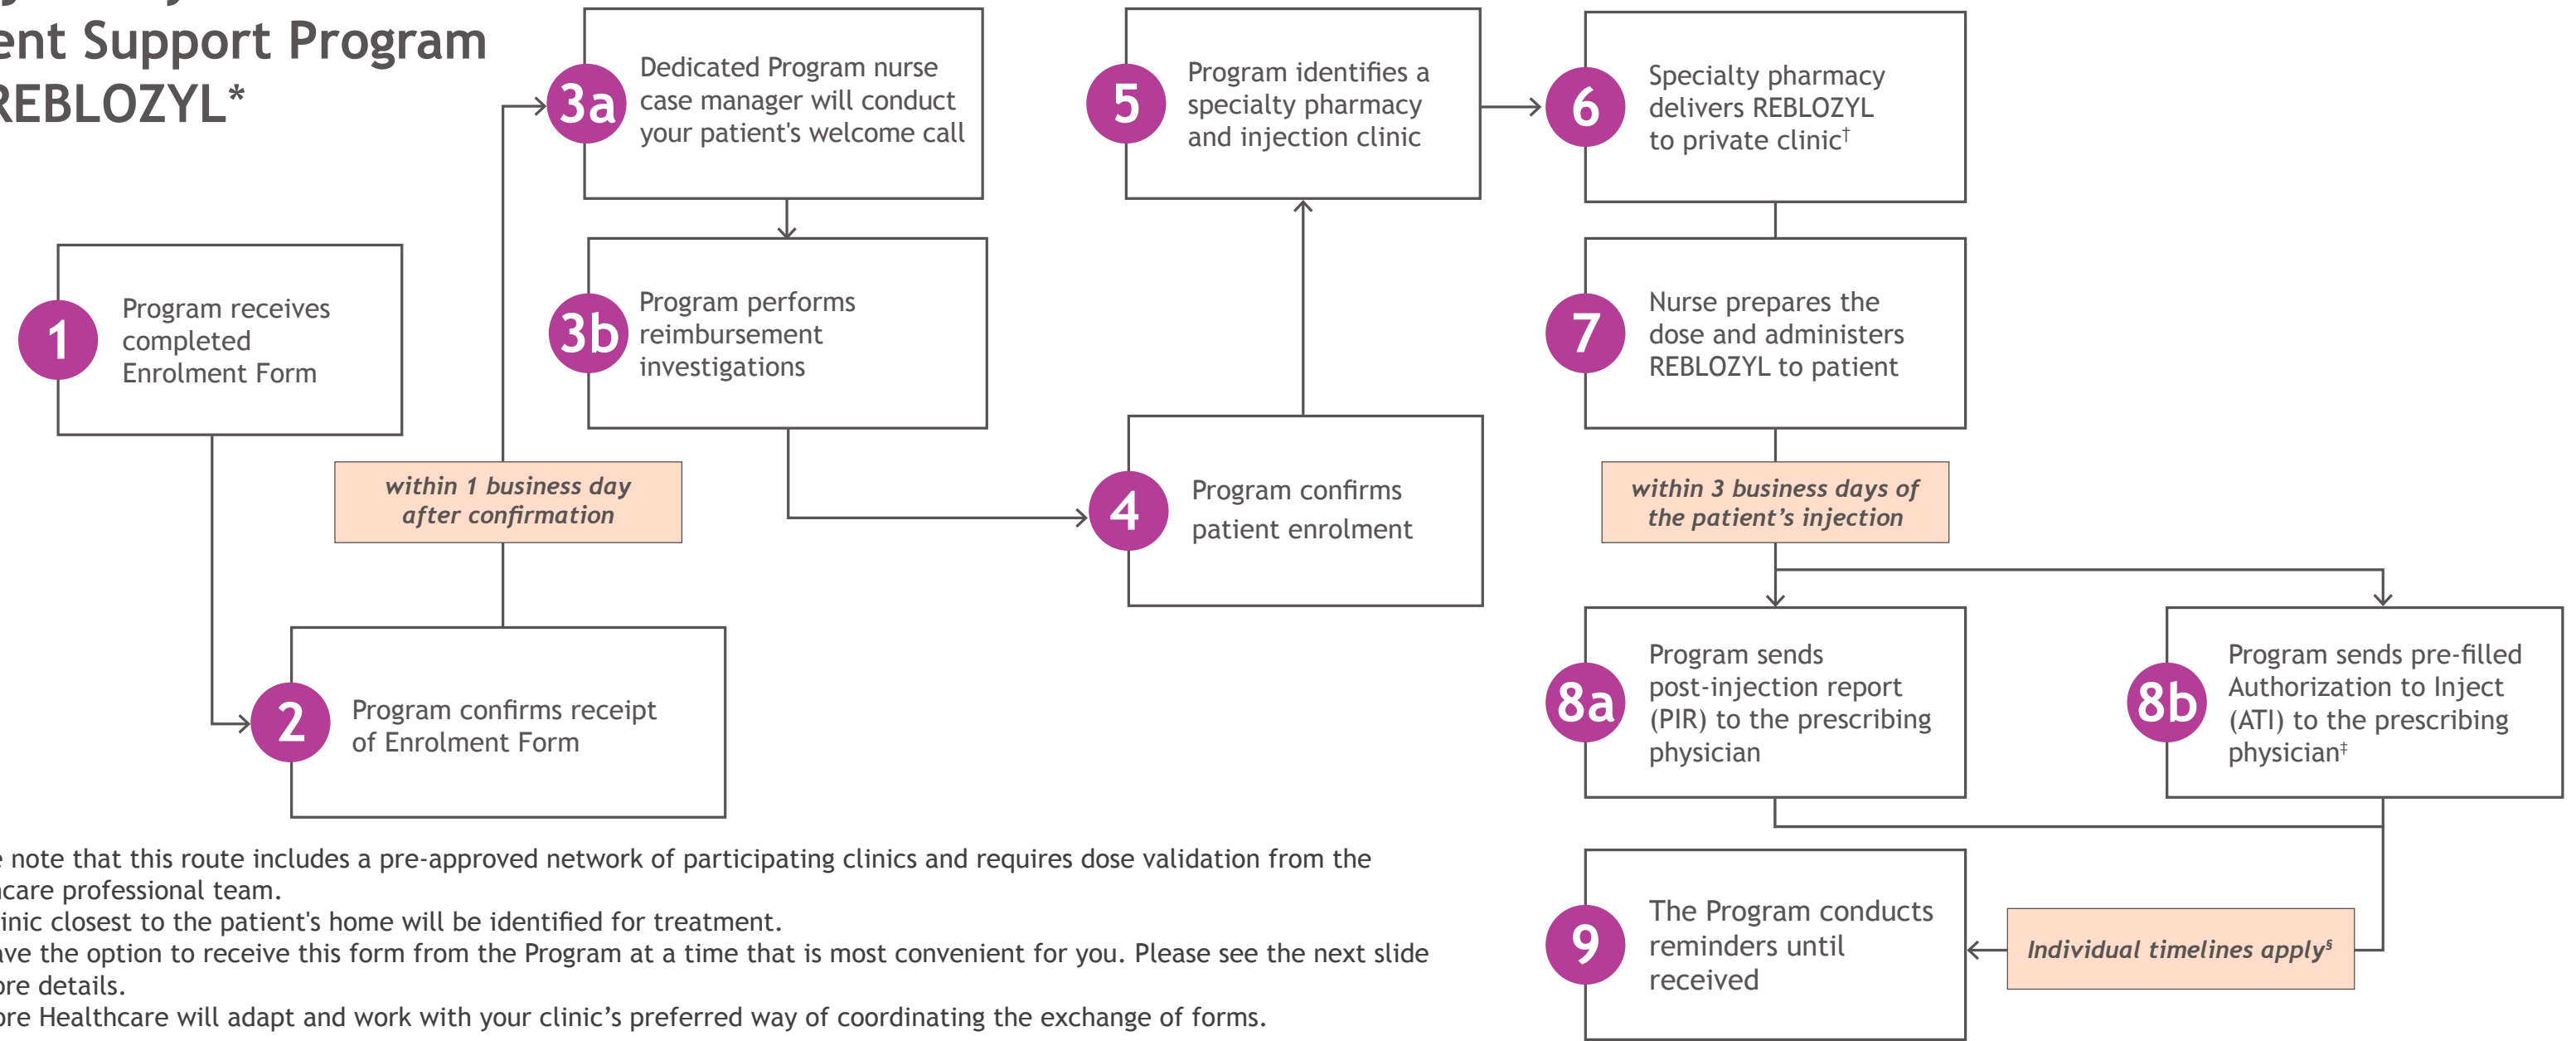 ent Support Program
REBLOZYL*
1
Program receives
completed
Enrolment Form
2
Program confirms receipt
of Enrolment Form
within 1 business day
after confirmation
3a
Dedicated Program nurse
case manager will conduct
your patient's welcome call
3b
Program performs
reimbursement
investigations
4
Program confirms
patient enrolment
5
Program identifies a
specialty pharmacy
and injection clinic
6
Specialty pharmacy
delivers REBLOZYL
to private clinic†
7
Nurse prepares the
dose and administers
REBLOZYL to patient
within 3 business days of
the patient’s injection
8a
Program sends
post-injection report
(PIR) to the prescribing
physician
8b
Program sends pre-filled
Authorization to Inject
(ATI) to the prescribing
physician‡
Individual timelines apply§
9
The Program conducts
reminders until
received
e note that this route includes a pre-approved network of participating clinics and requires dose validation from the
hcare professional team.
linic closest to the patient's home will be identified for treatment.
ave the option to receive this form from the Program at a time that is most convenient for you. Please see the next slide
ore details.
ore Healthcare will adapt and work with your clinic’s preferred way of coordinating the exchange of forms.